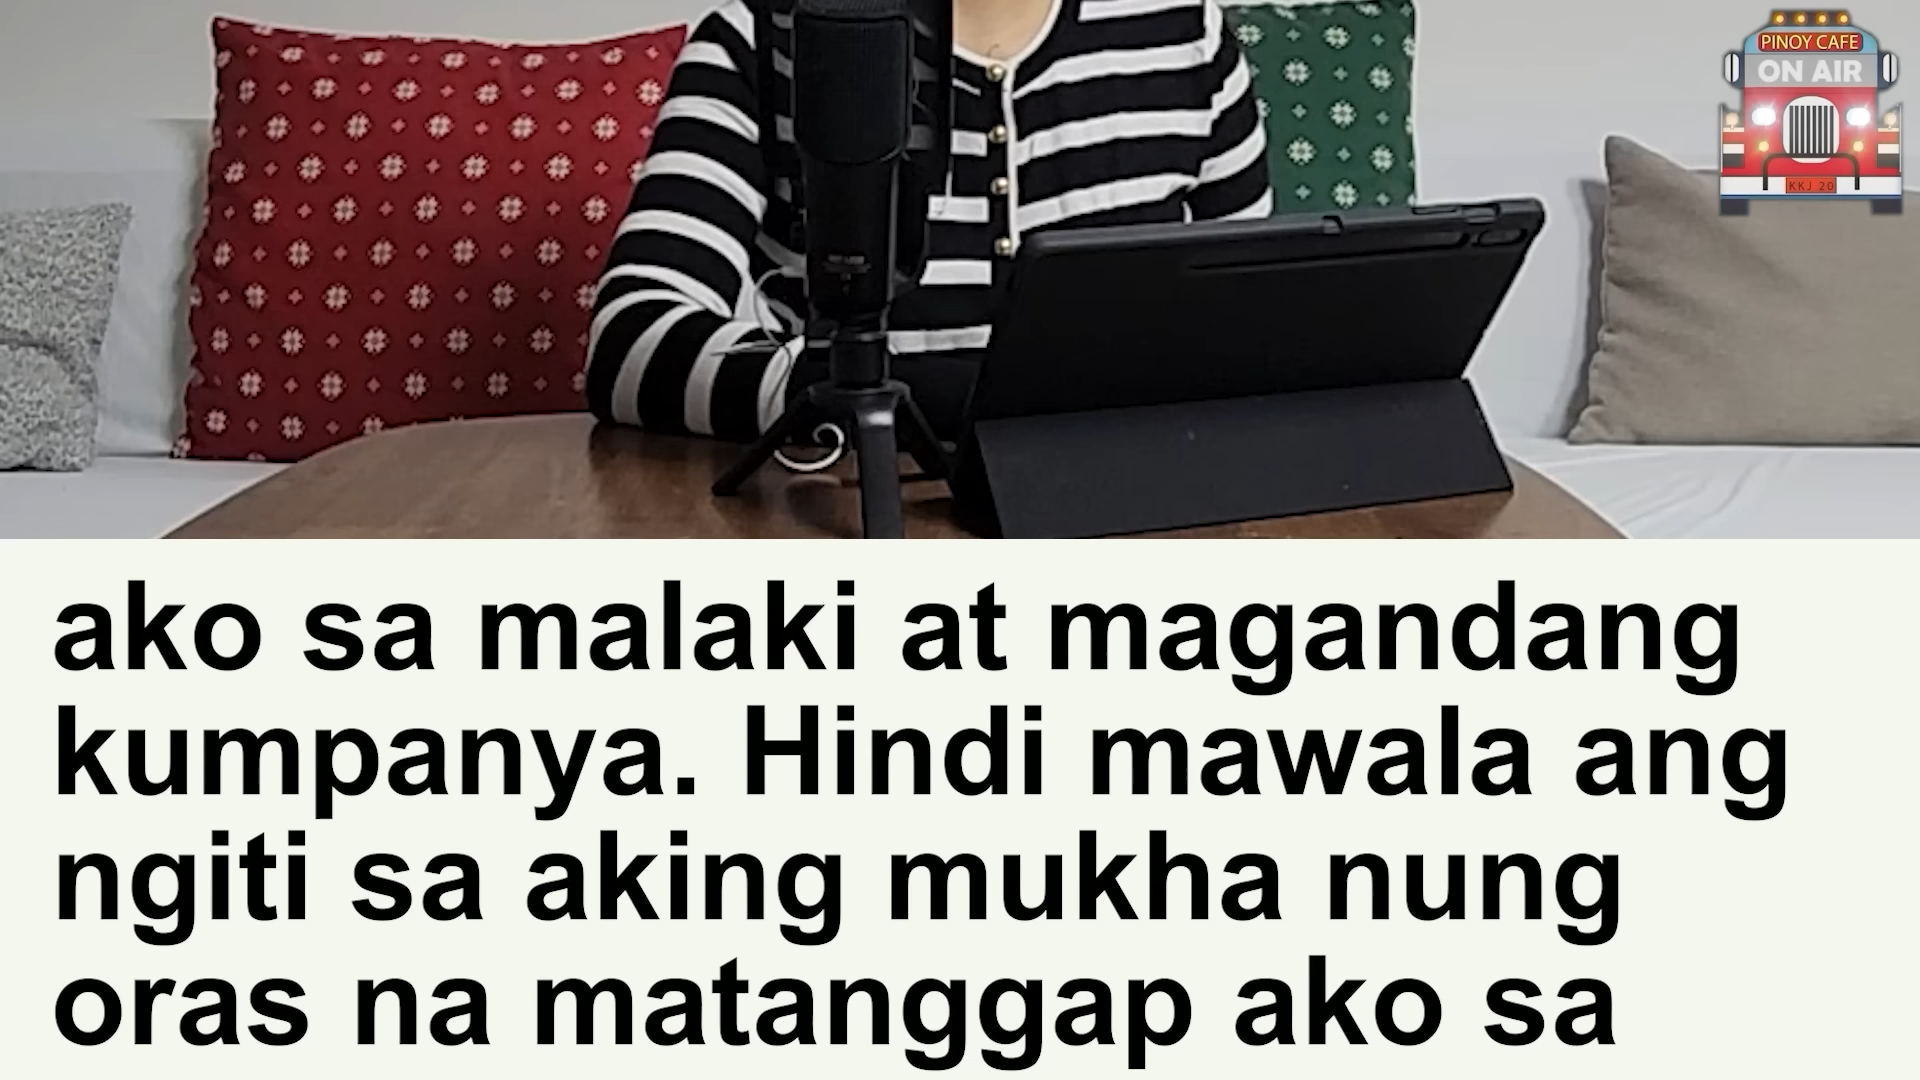 PINOY CAFE
ON AIR
KKJ 20
ako sa malaki at magandang
kumpanya. Hindi mawala ang
ngiti sa aking mukha nung
oras na matanggap ako sa